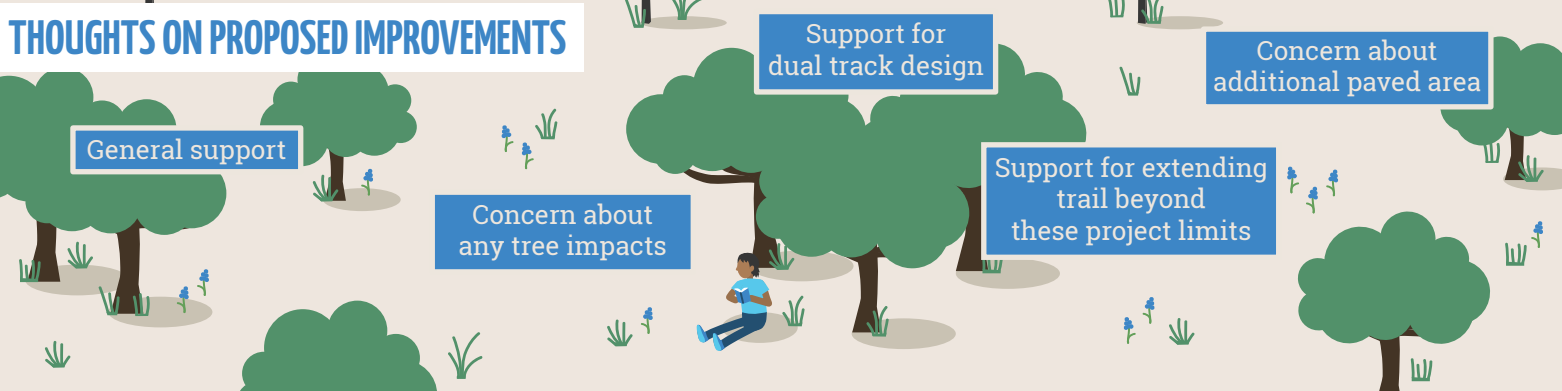 THOUGHTS ON PROPOSED IMPROVEMENTS
General support
Concern about
any tree impacts
Support for
dual track design
Support for extending
trail beyond
these project limits
Concern about
additional paved area